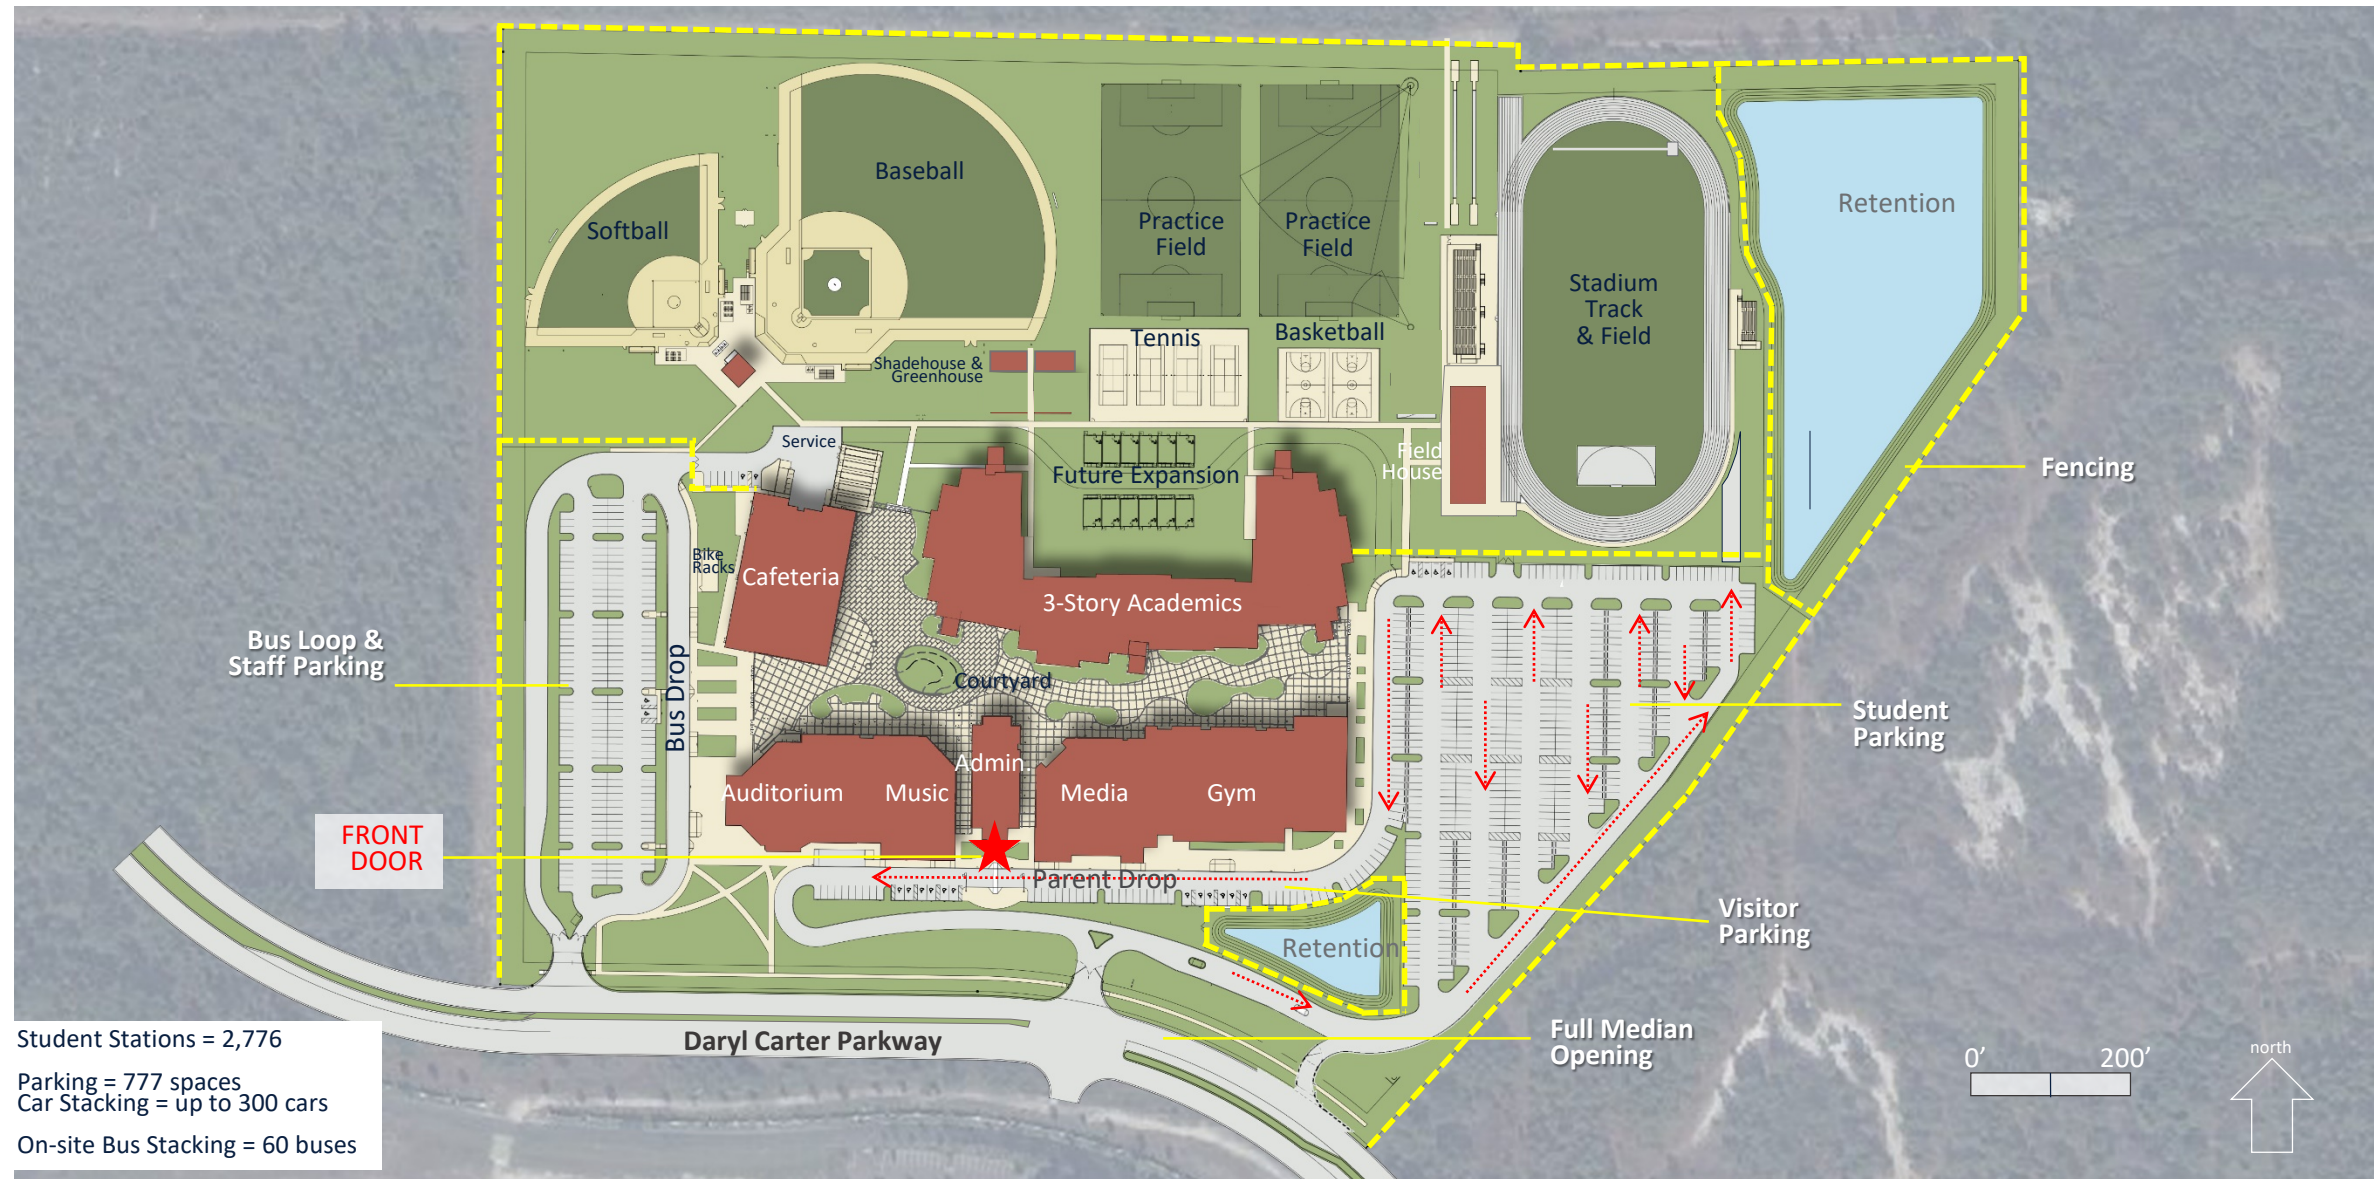 Baseball
Softball
Practice
Field
Practice
Field
Retention
Stadium
Track
& Field
Tennis
Basketball
Shadehouse &
Greenhouse
Service
Field
House
Future Expansion
Fencing
Bike
Racks
Cafeteria
3-Story Academics
Bus Loop &
Staff Parking
Bus Drop
Courtyard
Student
Parking
Admin.
Auditorium
Music
Media
Gym
FRONT
DOOR
Parent Drop
Visitor
Parking
Retention
Full Median
Opening
Daryl Carter Parkway
Student Stations = 2,776
Parking = 777 spaces
Car Stacking = up to 300 cars
On-site Bus Stacking = 60 buses
0’
200’
north